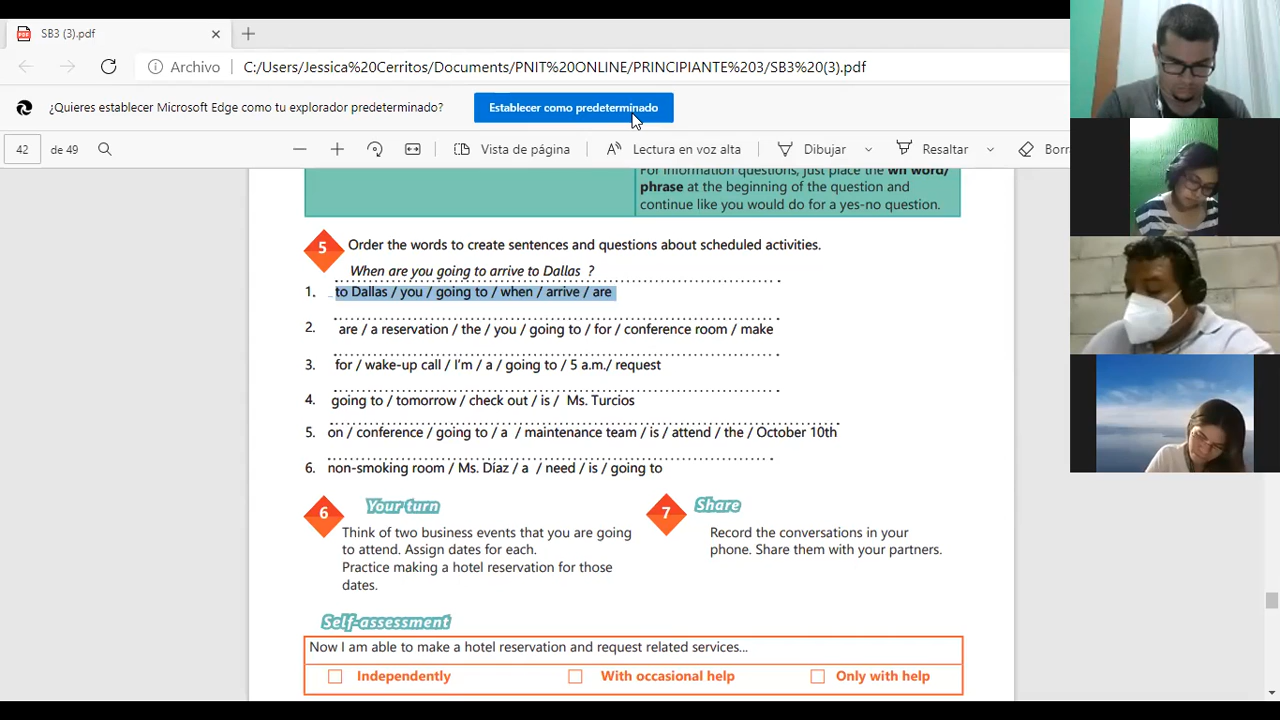 SB3 (3).pdf
Archivo C:/Users/Jessica%20Cerritos/Documents/PNIT%20ONLINE/PRINCIPIANTE%203/SB3%20(3).pdf
¿Quieres establecer Microsoft Edge como tu explorador predeterminado? Establecer como predeterminado
42 de 49 Vista de página Lectura en voz alta Dibujar Resaltar Borr
For information questions, just place the wh word/
phrase at the beginning of the question and
continue like you would do for a yes-no question.
5 Order the words to create sentences and questions about scheduled activities.
When are you going to arrive to Dallas ?
1. to Dallas / you / going to / when / arrive / are
2. are / a reservation / the / you / going to / for / conference room / make
3. for / wake-up call / I'm / a / going to / 5 a.m./ request
4. going to / tomorrow / check out / is / Ms. Turcios
5. on / conference / going to / a / maintenance team / is / attend / the / October 10th
6. non-smoking room / Ms. Díaz / a / need / is / going to
6 Your turn
Think of two business events that you are going
to attend. Assign dates for each.
Practice making a hotel reservation for those
dates.
7 Share
Record the conversations in your
phone. Share them with your partners.
Self-assessment
Now I am able to make a hotel reservation and request related services...
Independently With occasional help Only with help